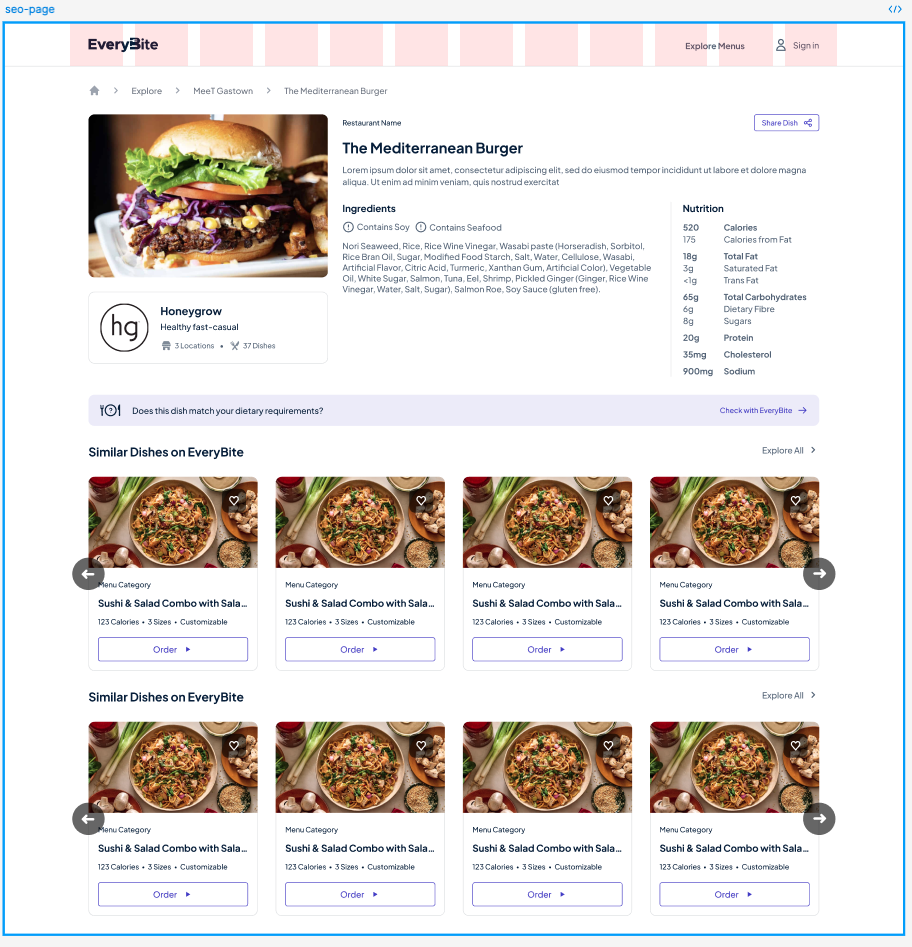 seo-page
</>
EveryBite
Explore Menus
Sign in
Explore
MeeT Gastown
The Mediterranean Burger
Restaurant Name
Share Dish
The Mediterranean Burger
Lorem ipsum dolor sit amet, consectetur adipiscing elit, sed do eiusmod tempor incididunt ut labore et dolore magna
aliqua. Ut enim ad minim veniam, quis nostrud exercitat
Ingredients
Contains Soy
Contains Seafood
Nori Seaweed, Rice, Rice Wine Vinegar, Wasabi paste (Horseradish, Sorbitol,
Rice Bran Oil, Sugar, Modified Food Starch, Salt, Water, Cellulose, Wasabi,
Artificial Flavor, Citric Acid, Turmeric, Xanthan Gum, Artificial Color), Vegetable
Oil, White Sugar, Salmon, Tuna, Eel, Shrimp, Pickled Ginger (Ginger, Rice Wine
Vinegar, Water, Salt, Sugar), Salmon Roe, Soy Sauce (gluten free).
Nutrition
520 Calories
175 Calories from Fat
18g Total Fat
3g Saturated Fat
<1g Trans Fat
65g Total Carbohydrates
6g Dietary Fibre
8g Sugars
20g Protein
35mg Cholesterol
900mg Sodium
hg
Honeygrow
Healthy fast-casual
3 Locations • 37 Dishes
Does this dish match your dietary requirements?
Check with EveryBite
Similar Dishes on EveryBite
Explore All
Menu Category
Sushi & Salad Combo with Sala...
123 Calories • 3 Sizes • Customizable
Order
Menu Category
Sushi & Salad Combo with Sala...
123 Calories • 3 Sizes • Customizable
Order
Menu Category
Sushi & Salad Combo with Sala...
123 Calories • 3 Sizes • Customizable
Order
Menu Category
Sushi & Salad Combo with Sala...
123 Calories • 3 Sizes • Customizable
Order
Similar Dishes on EveryBite
Explore All
Menu Category
Sushi & Salad Combo with Sala...
123 Calories • 3 Sizes • Customizable
Order
Menu Category
Sushi & Salad Combo with Sala...
123 Calories • 3 Sizes • Customizable
Order
Menu Category
Sushi & Salad Combo with Sala...
123 Calories • 3 Sizes • Customizable
Order
Menu Category
Sushi & Salad Combo with Sala...
123 Calories • 3 Sizes • Customizable
Order